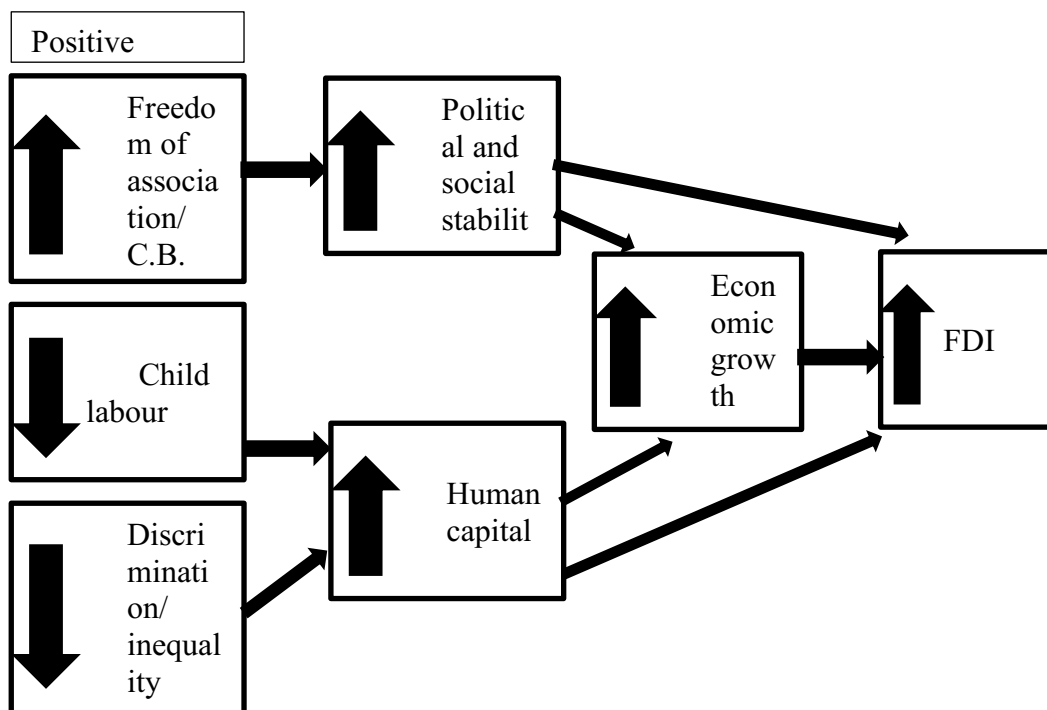 Positive
Freedo
m of
associa
tion/
C.B.
Politic
al and
social
stabilit
Econ
omic
grow
th
FDI
Child
labour
Human
capital
Discri
minati
on/
inequal
ity